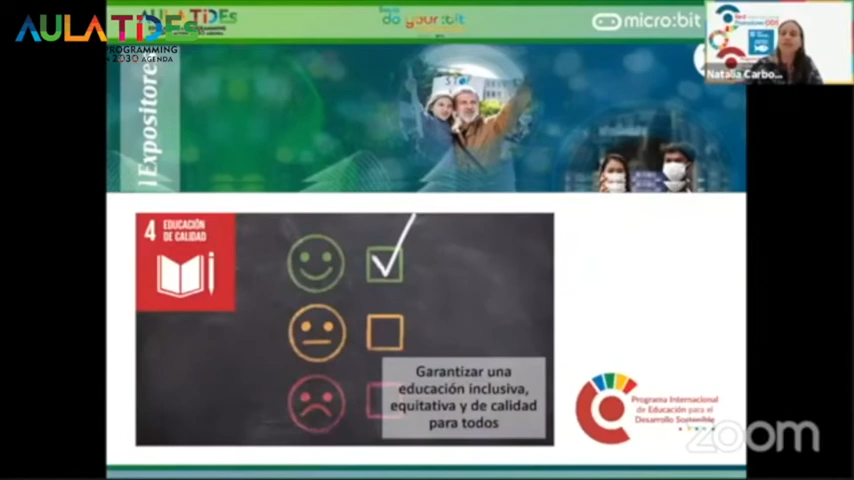 AULATIDEs
PROGRAMMING
2030 AGENDA
do your:bit
micro:bit
Natalia Carbo...
Expositores
STOP
4 EDUCACIÓN
DE CALIDAD
Garantizar una
educación inclusiva,
equitativa y de calidad
para todos
Programa Internacional
de Educación para el
Desarrollo Sostenible
zoom